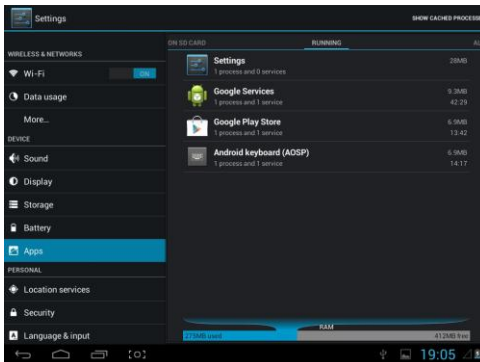 Settings
SHOW CACHED PROCESSE
WIRELESS & NETWORKS
Wi-Fi
ON
Data usage
More...
DEVICE
Sound
Display
Storage
Battery
Apps
PERSONAL
Location services
Security
Language & input
ON SD CARD
RUNNING
AL
Settings
28MB
1 process and 0 services
Google Services
9.3MB
1 process and 1 service
42:29
Google Play Store
6.9MB
1 process and 1 service
13:42
Android keyboard (AOSP)
6.9MB
1 process and 1 service
14:17
RAM
275MB used
412MB free
19:05